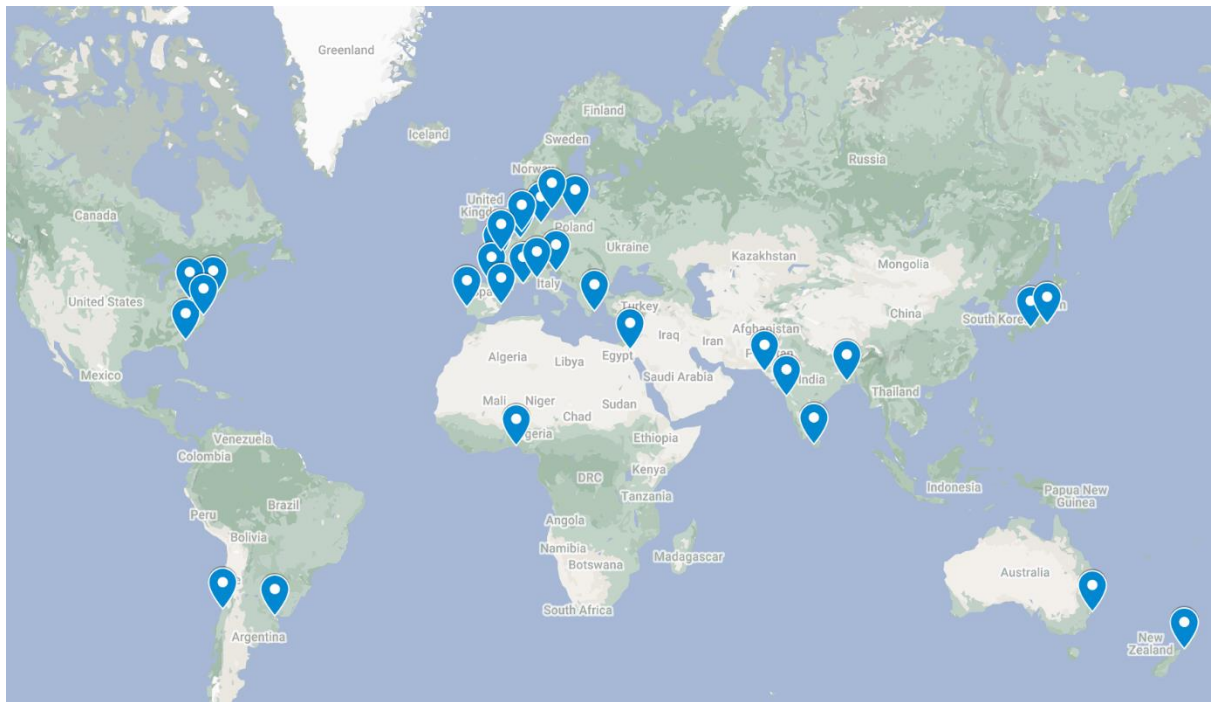 Greenland
Iceland
Finland
Sweden
Norway
Russia
Canada
United
Kingdom
Poland
Ukraine
Kazakhstan
Mongolia
Italy
Spa
United States
Turkey
China
South Korea
Afghanistan
Iraq
Iran
Pakistan
Algeria
Libya
Egypt
Mexico
Saudi Arabia
India
Thailand
Mali
Niger
Chad
Sudan
geria
Ethiopia
Venezuela
Colombia
Kenya
DRC
Tanzania
Indonesia
Papua New
Guinea
Brazil
Peru
Angola
Bolivia
Namibia
Botswana
Madagascar
Australia
South Africa
Argentina
New
Zealand